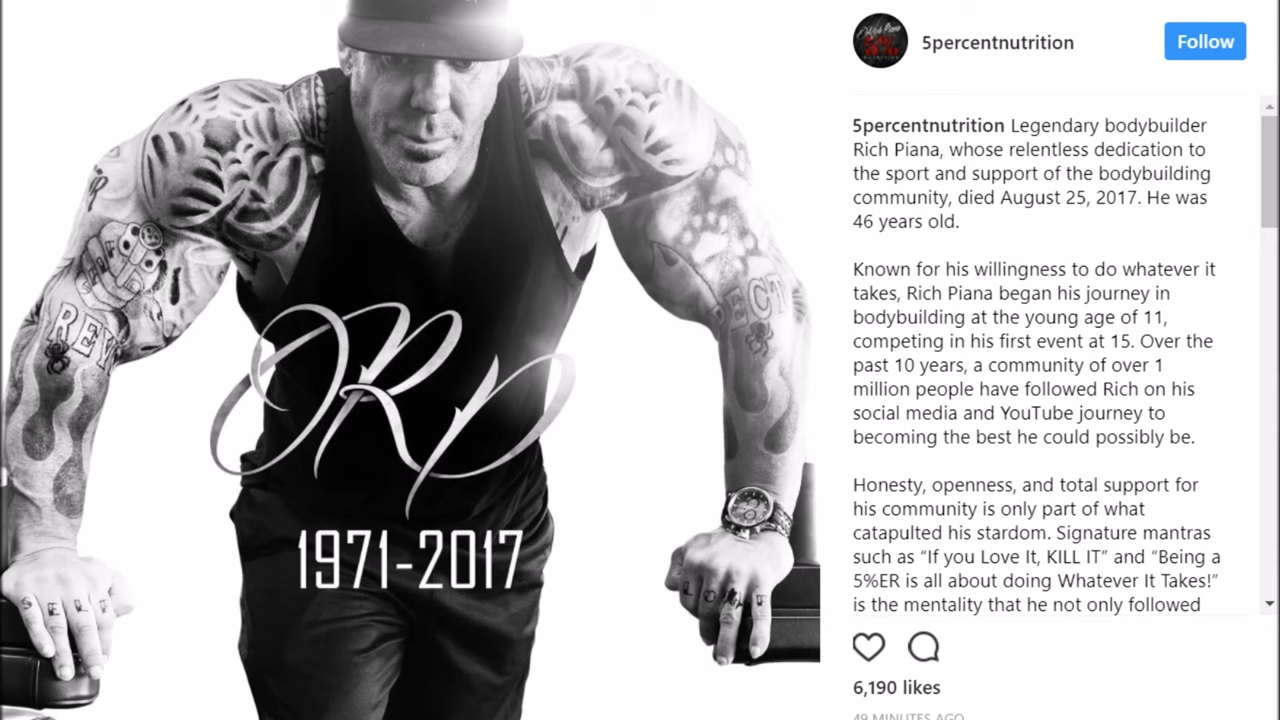 RP
1971-2017
REY
ECT
SELF
LOVE
5percentnutrition
Follow
5percentnutrition Legendary bodybuilder
Rich Piana, whose relentless dedication to
the sport and support of the bodybuilding
community, died August 25, 2017. He was
46 years old.
Known for his willingness to do whatever it
takes, Rich Piana began his journey in
bodybuilding at the young age of 11,
competing in his first event at 15. Over the
past 10 years, a community of over 1
million people have followed Rich on his
social media and YouTube journey to
becoming the best he could possibly be.
Honesty, openness, and total support for
his community is only part of what
catapulted his stardom. Signature mantras
such as “If you Love It, KILL IT” and “Being a
5%ER is all about doing Whatever It Takes!”
is the mentality that he not only followed
6,190 likes
49 MINUTES AGO